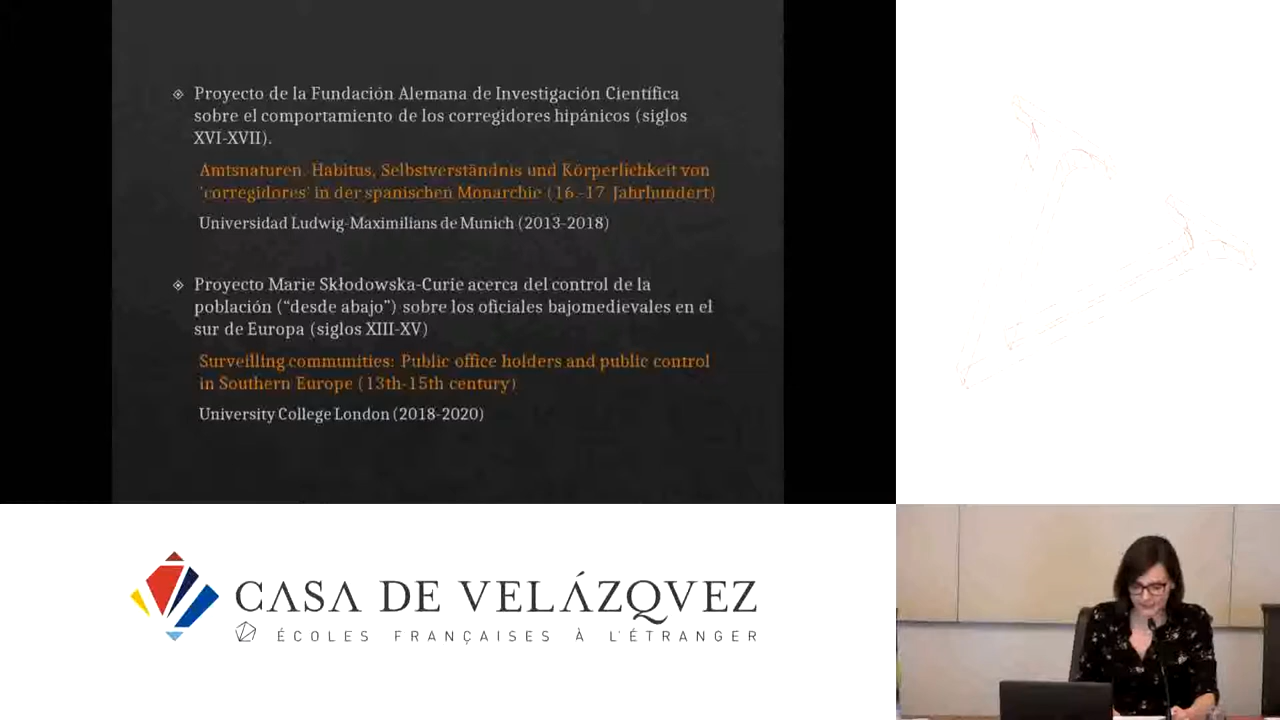 Proyecto de la Fundación Alemana de Investigación Científica
sobre el comportamiento de los corregidores hipánicos (siglos
XVI-XVII).
Amtsnaturen. Habitus, Selbstverständnis und Körperlichkeit von
'corregidores' in der spanischen Monarchie (16.-17. Jahrhundert)
Universidad Ludwig-Maximilians de Munich (2013-2018)
Proyecto Marie Skłodowska-Curie acerca del control de la
población (“desde abajo”) sobre los oficiales bajomedievales en el
sur de Europa (siglos XIII-XV)
Surveilling communities: Public office holders and public control
in Southern Europe (13th-15th century)
University College London (2018-2020)
CASA DE VELÁZQVEZ
ÉCOLES FRANÇAISES À L'ÉTRANGER